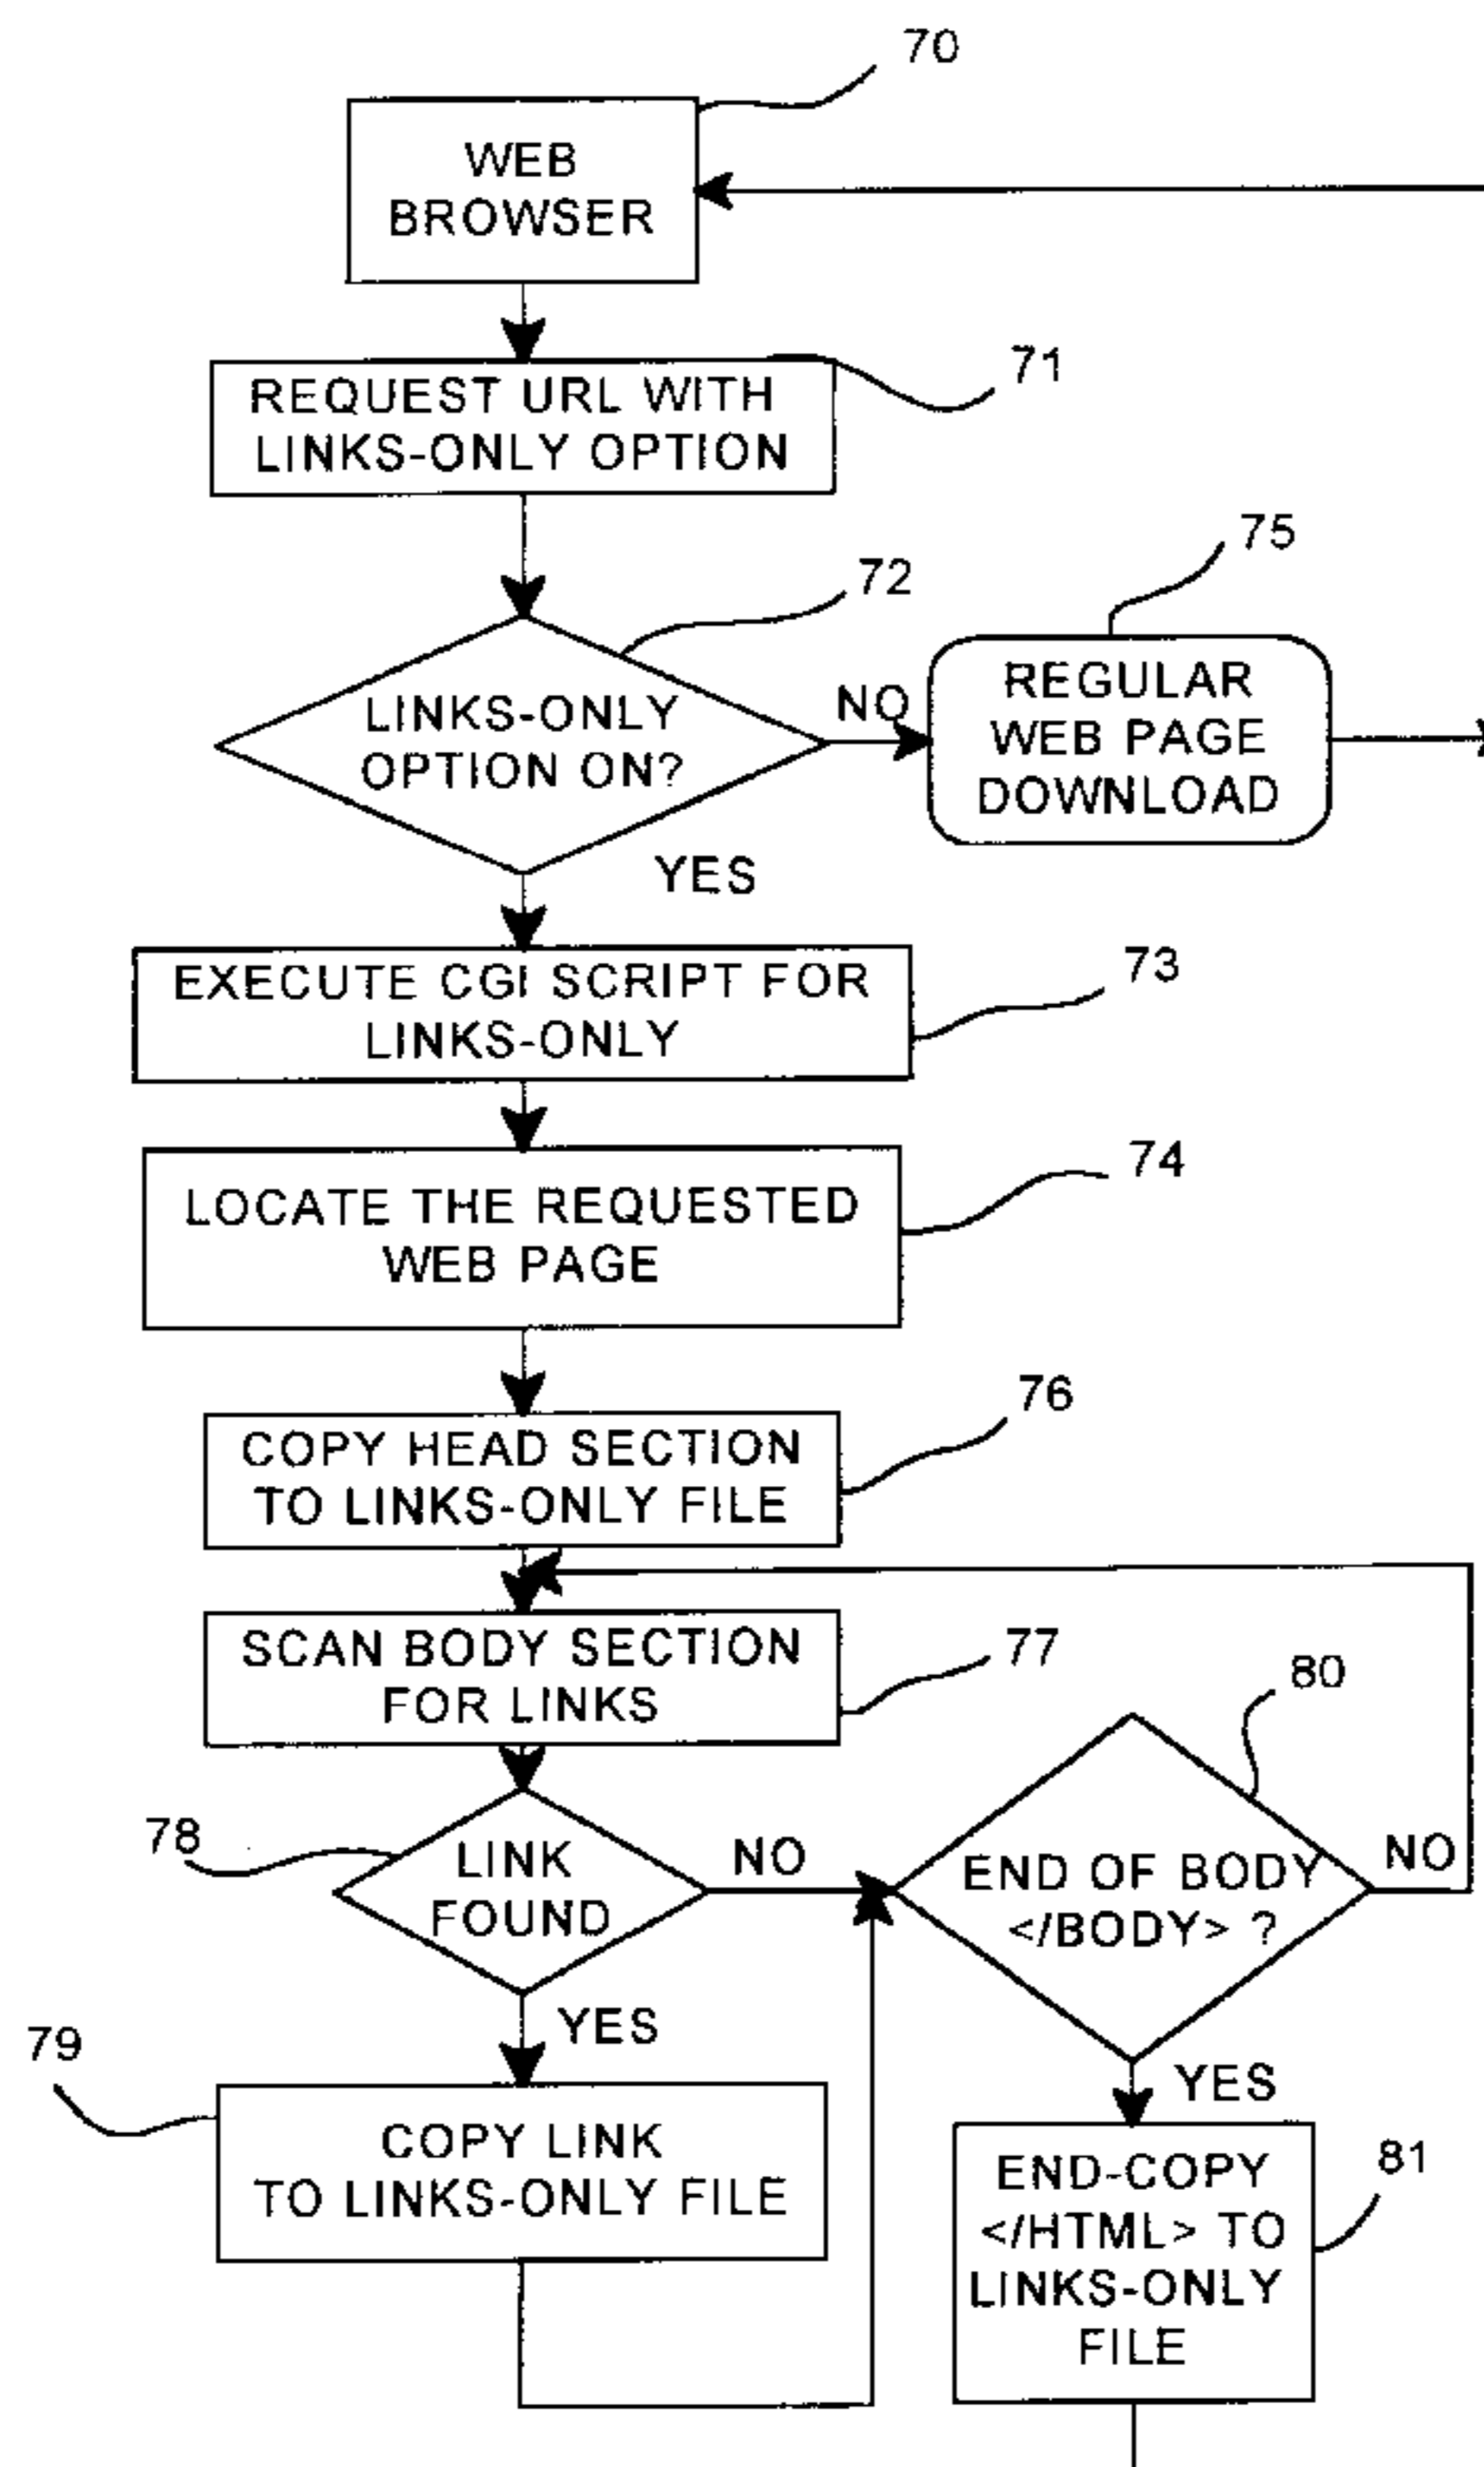 70
WEB
BROWSER
71
REQUEST URL WITH
LINKS-ONLY OPTION
72
75
LINKS-ONLY
OPTION ON?
NO
REGULAR
WEB PAGE
DOWNLOAD
YES
73
EXECUTE CGI SCRIPT FOR
LINKS-ONLY
74
LOCATE THE REQUESTED
WEB PAGE
76
COPY HEAD SECTION
TO LINKS-ONLY FILE
77
SCAN BODY SECTION
FOR LINKS
80
78
LINK
FOUND
NO
END OF BODY
</BODY> ?
NO
YES
79
COPY LINK
TO LINKS-ONLY FILE
YES
81
END-COPY
</HTML> TO
LINKS-ONLY
FILE